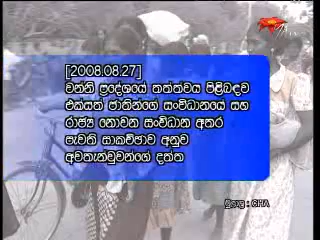 [2008.08.27]
වන්නි ප්‍රදේශයේ තත්ත්වය පිළිබඳව
එක්සත් ජාතින්ගේ සංවිධානයේ සහ
රාජ්‍ය නොවන සංවිධාන අතර
පැවති සාකච්ඡාව අනුව
අවතැන්වූවන්ගේ දත්ත
මූලාශ්‍ර : CHA